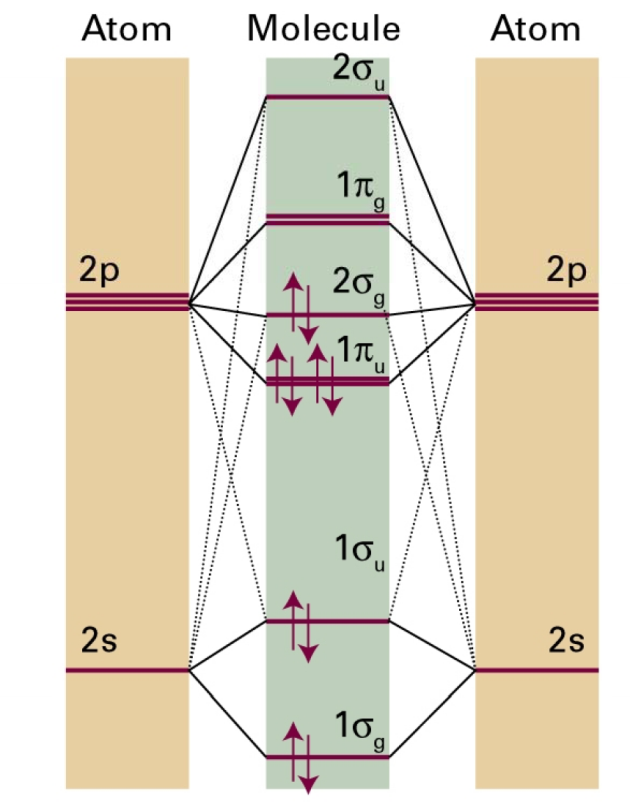 Atom Molecule Atom
2σu
1πg
2p 2σg 2p
1πu
1σu
2s 2s
1σg